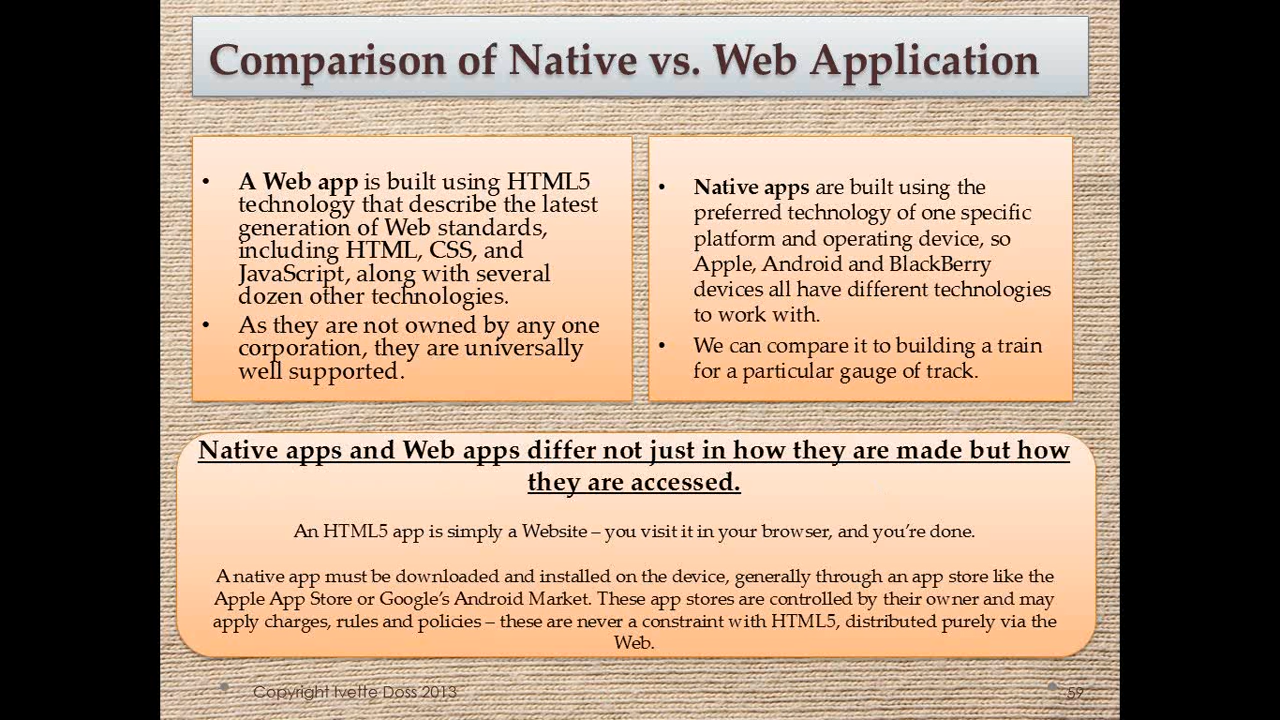 Comparison of Native vs. Web Application
• A Web app is built using HTML5
technology that describe the latest
generation of Web standards,
including HTML, CSS, and
JavaScript, along with several
dozen other technologies.
• As they are not owned by any one
corporation, they are universally
well supported.
• Native apps are built using the
preferred technology of one specific
platform and operating device, so
Apple, Android and BlackBerry
devices all have different technologies
to work with.
• We can compare it to building a train
for a particular gauge of track.
Native apps and Web apps differ not just in how they are made but how
they are accessed.
An HTML5 app is simply a Website – you visit it in your browser, and you’re done.
A native app must be downloaded and installed on the device, generally through an app store like the
Apple App Store or Google’s Android Market. These app stores are controlled by their owner and may
apply charges, rules and policies – these are never a constraint with HTML5, distributed purely via the
Web.
Copyright Ivette Doss 2013
59